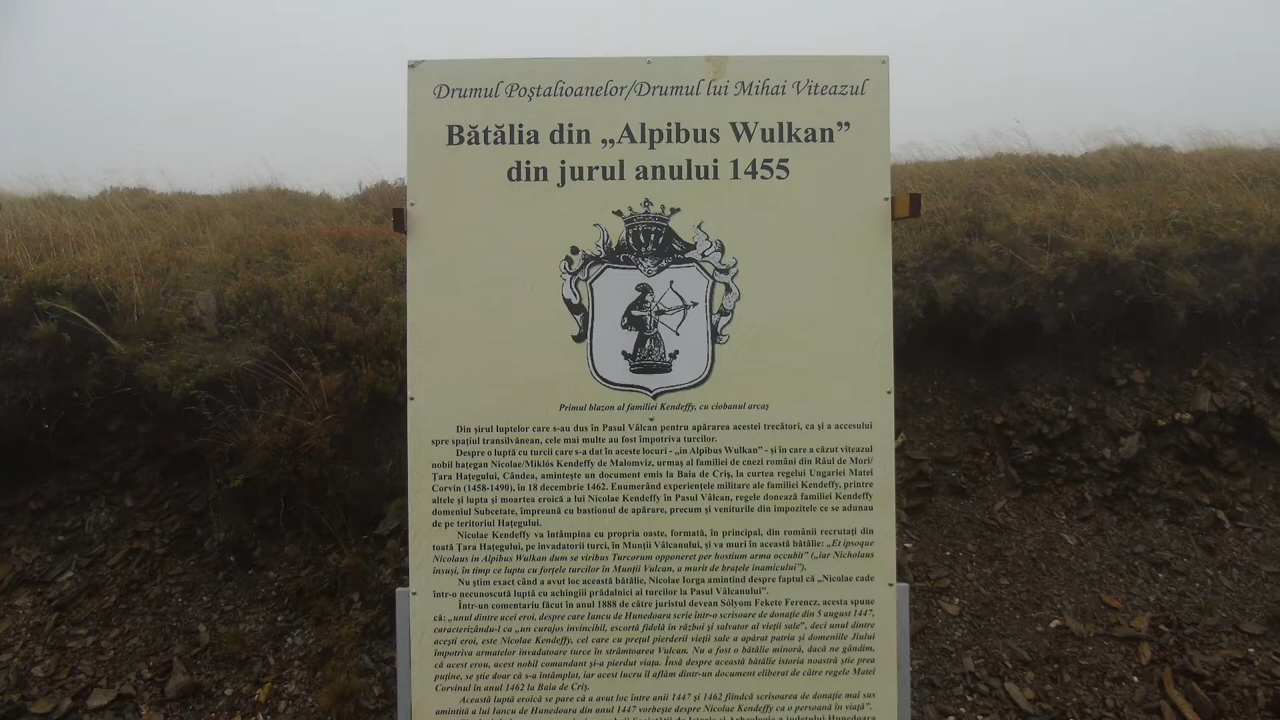 Drumul Poştalioanelor/Drumul lui Mihai Viteazul
Bătălia din „Alpibus Wulkan”
din jurul anului 1455
Primul blazon al familiei Kendeffy, cu ciobanul arcaş
Din şirul luptelor care s-au dus în Pasul Vâlcan pentru apărarea acestei trecători, ca şi a accesului
spre spaţiul transilvănean, cele mai multe au fost împotriva turcilor.
Despre o luptă cu turcii care s-a dat în aceste locuri - „in Alpibus Wulkan” - şi în care a căzut viteazul
nobil haţegan Nicolae/Miklós Kendeffy de Malomviz, urmaş al familiei de cnezi români din Râul de Mori/
Ţara Haţegului, Cândea, aminteşte un document emis la Baia de Criş, la curtea regelui Ungariei Matei
Corvin (1458-1490), în 18 decembrie 1462. Enumerând experienţele militare ale familiei Kendeffy, printre
altele şi lupta şi moartea eroică a lui Nicolae Kendeffy în Pasul Vâlcan, regele donează familiei Kendeffy
domeniul Subcetate, împreună cu bastionul de apărare, precum şi veniturile din impozitele ce se adunau
de pe teritoriul Haţegului.
Nicolae Kendeffy va întâmpina cu propria oaste, formată, în principal, din românii recrutaţi din
toată Ţara Haţegului, pe invadatorii turci, în Munţii Vâlcanului, şi va muri în această bătălie: „Et ipsoque
Nicolaus in Alpibus Wulkan dum se viribus Turcorum opponeret per hostium arma occubit” („iar Nicholaus
însuşi, în timp ce lupta cu forţele turcilor în Munţii Vulcan, a murit de braţele inamicului”).
Nu ştim exact când a avut loc această bătălie, Nicolae Iorga amintind despre faptul că „Nicolae cade
într-o necunoscută luptă cu achingii prădalnici ai turcilor la Pasul Vâlcanului”.
Într-un comentariu făcut în anul 1888 de către juristul devean Sólyom Fekete Ferencz, acesta spune
că: „unul dintre acei eroi, despre care Iancu de Hunedoara scrie într-o scrisoare de donaţie din 5 august 1447,
caracterizându-l ca „un curajos invincibil, escortă fidelă în război şi salvator al vieţii sale”, deci unul dintre
aceşti eroi, este Nicolae Kendeffy, cel care cu preţul pierderii vieţii sale a apărat patria şi domeniile Jiului
împotriva armatelor invadatoare turce în strâmtoarea Vulcan. Nu a fost o bătălie minoră, dacă ne gândim,
că acest erou, acest nobil comandant şi-a pierdut viaţa. Însă despre această bătălie istoria noastră ştie prea
puţine, se ştie doar că s-a întâmplat, iar acest lucru îl aflăm dintr-un document eliberat de către regele Matei
Corvinul în anul 1462 la Baia de Criş.
Această luptă eroică se pare că a avut loc între anii 1447 şi 1462 fiindcă scrisoarea de donaţie mai sus
amintită a lui Iancu de Hunedoara din anul 1447 vorbeşte despre Nicolae Kendeffy ca o persoană în viaţă”.